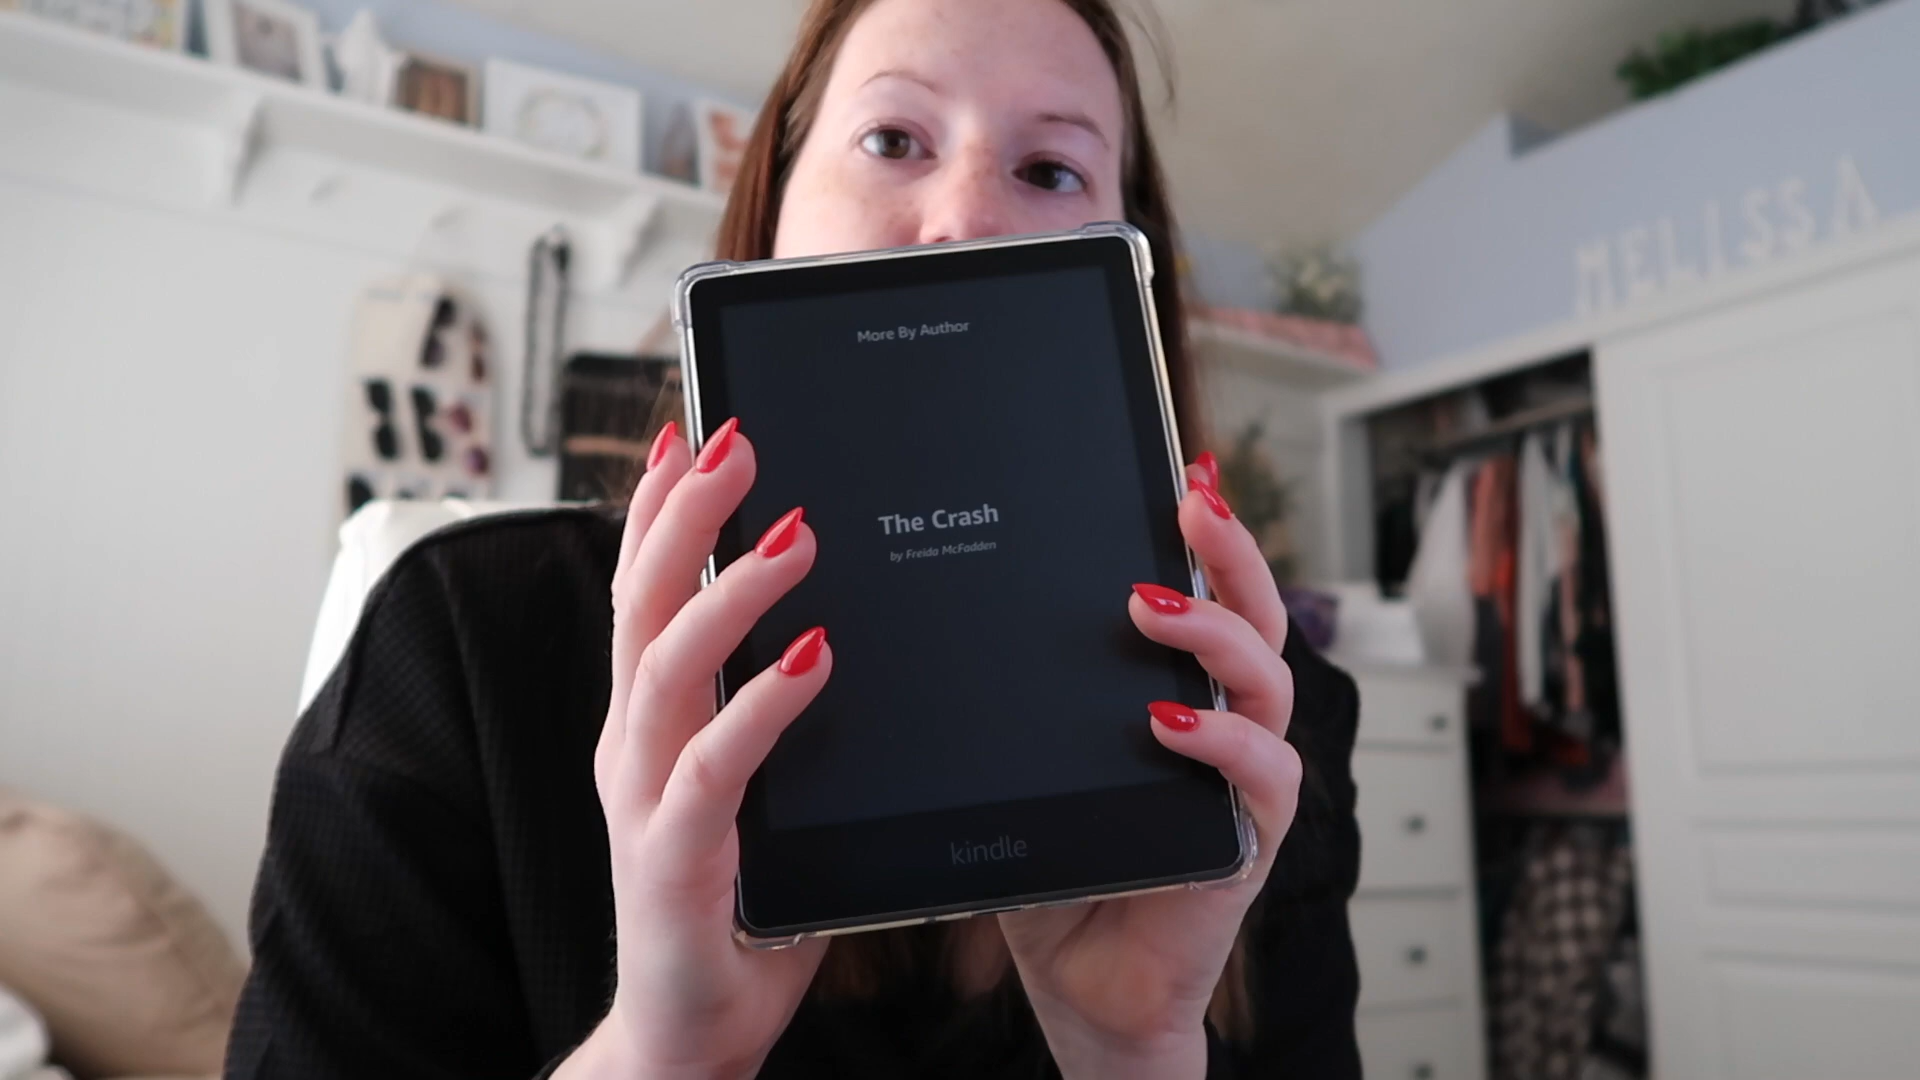 MELISSA
More By Author
The Crash
by Freida McFadden
kindle